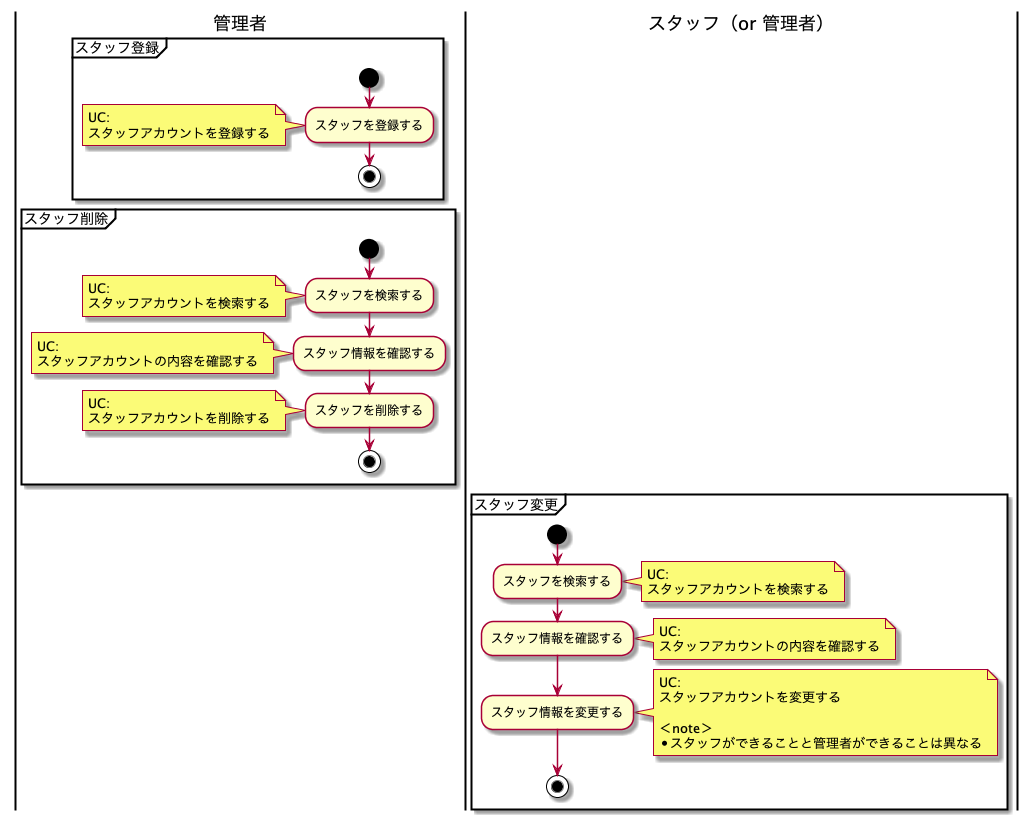 管理者
スタッフ（or 管理者）
スタッフ登録
UC:
スタッフアカウントを登録する
スタッフを登録する
スタッフ削除
UC:
スタッフアカウントを検索する
スタッフを検索する
UC:
スタッフアカウントの内容を確認する
スタッフ情報を確認する
UC:
スタッフアカウントを削除する
スタッフを削除する
スタッフ変更
スタッフを検索する
UC:
スタッフアカウントを検索する
スタッフ情報を確認する
UC:
スタッフアカウントの内容を確認する
スタッフ情報を変更する
UC:
スタッフアカウントを変更する
＜note＞
•スタッフができることと管理者ができることは異なる